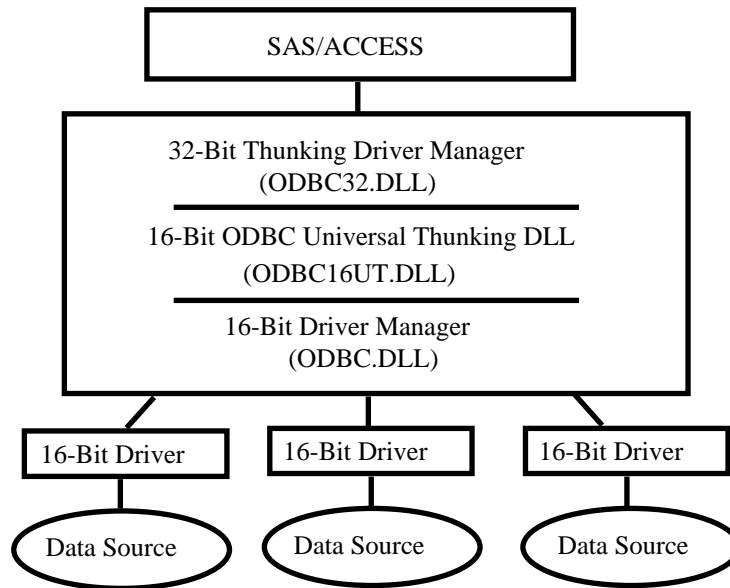 SAS/ACCESS
32-Bit Thunking Driver Manager
(ODBC32.DLL)
16-Bit ODBC Universal Thunking DLL
(ODBC16UT.DLL)
16-Bit Driver Manager
(ODBC.DLL)
16-Bit Driver
16-Bit Driver
16-Bit Driver
Data Source
Data Source
Data Source